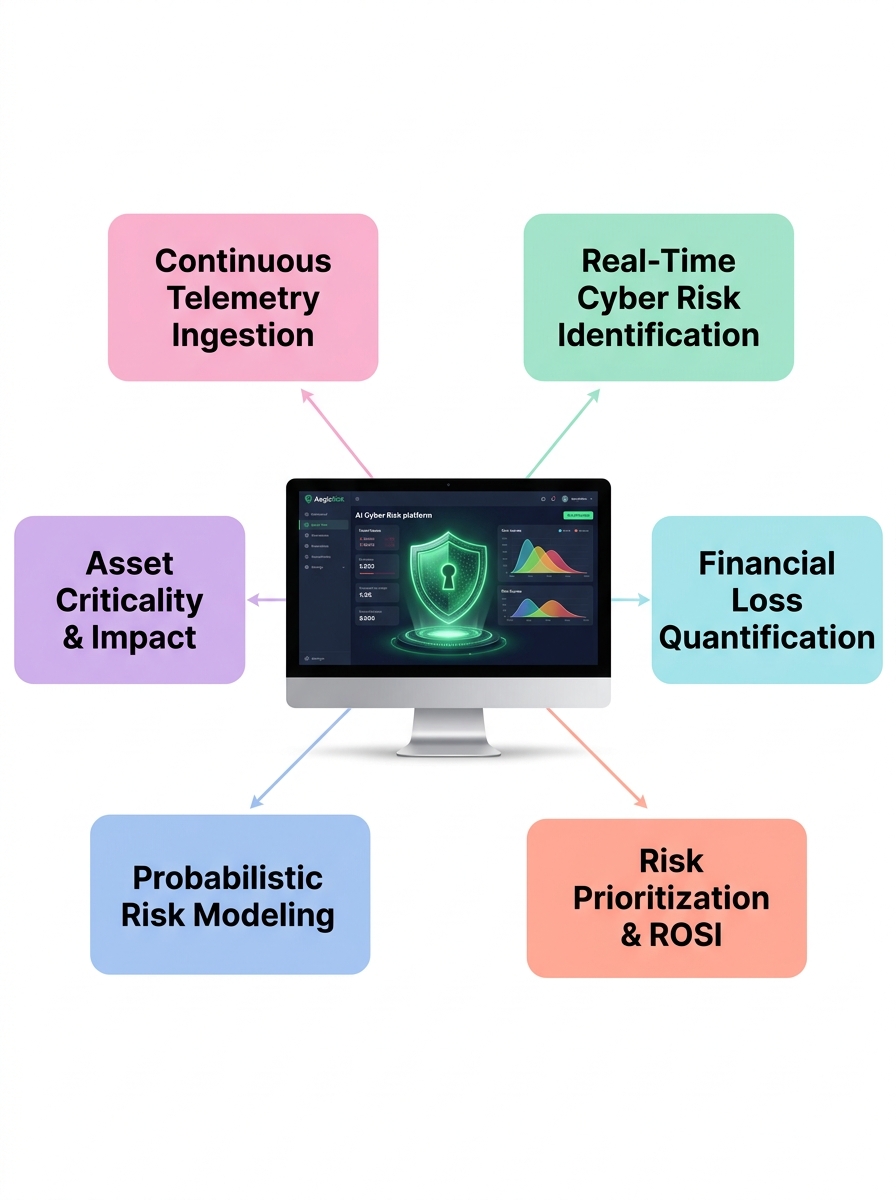 Continuous
Telemetry
Ingestion
Real-Time
Cyber Risk
Identification
AI Cyber Risk platform
Asset
Criticality
& Impact
Financial
Loss
Quantification
Probabilistic
Risk Modeling
Risk
Prioritization
& ROSI